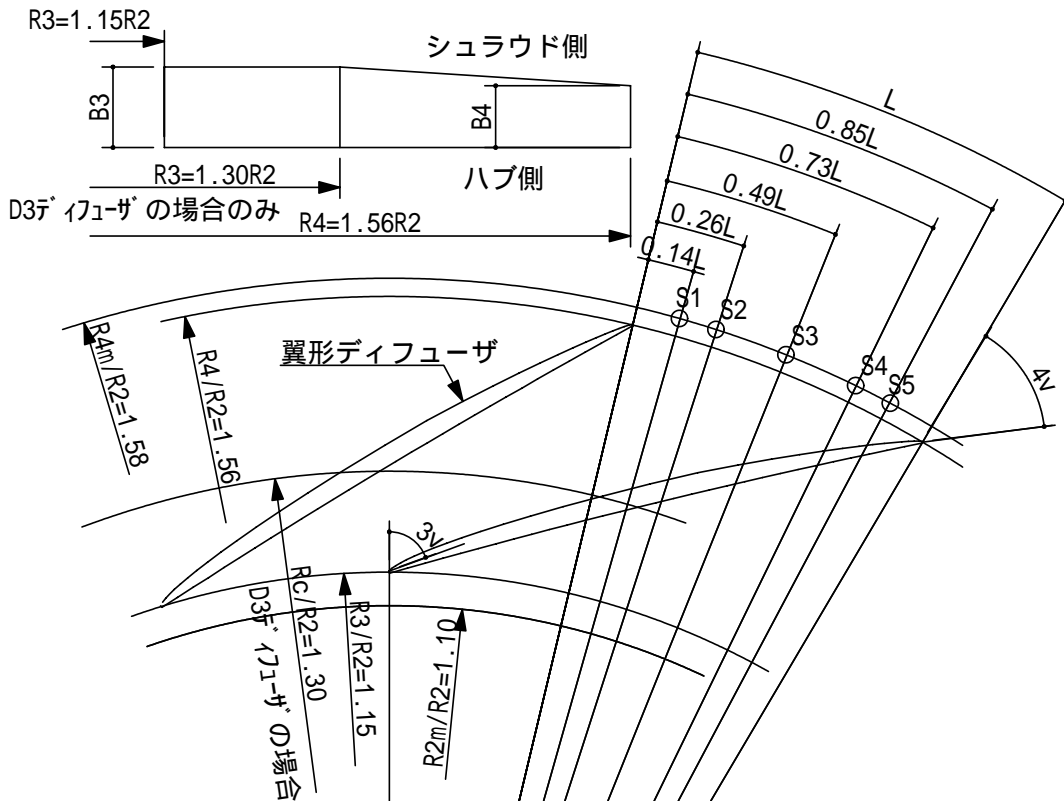 R3=1.15R2
シュラウド側
B3
B4
R3=1.30R2
ハブ側
D3ディフューザの場合のみ
R4=1.56R2
L
0.85L
0.73L
0.49L
0.26L
0.14L
S1
S2
S3
S4
S5
翼形ディフューザ
R4m/R2=1.58
R4/R2=1.56
4v
3v
Rc/R2=1.30
D3ディフューザの場合
R3/R2=1.15
R2m/R2=1.10